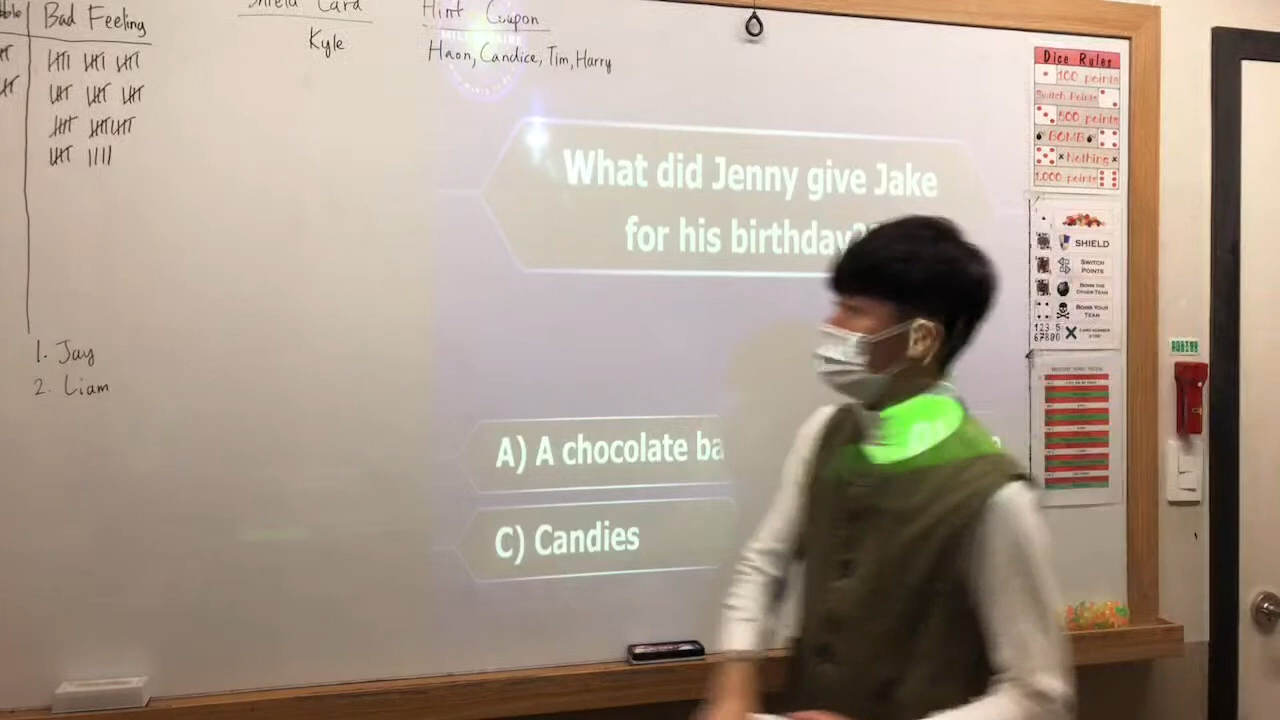 Bad Feeling
Shield Card
Kyle
Hint Coupon
Haon, Candice, Tim, Harry
1. Jay
2. Liam
What did Jenny give Jake
for his birthday?
A) A chocolate ba
C) Candies
Dice Rules
100 points
Switch Points
500 points
BOMB
x Nothing x
1,000 points
SHIELD
SWITCH
POINTS
BOMB THE
OTHER TEAM
BOMB YOUR
TEAM